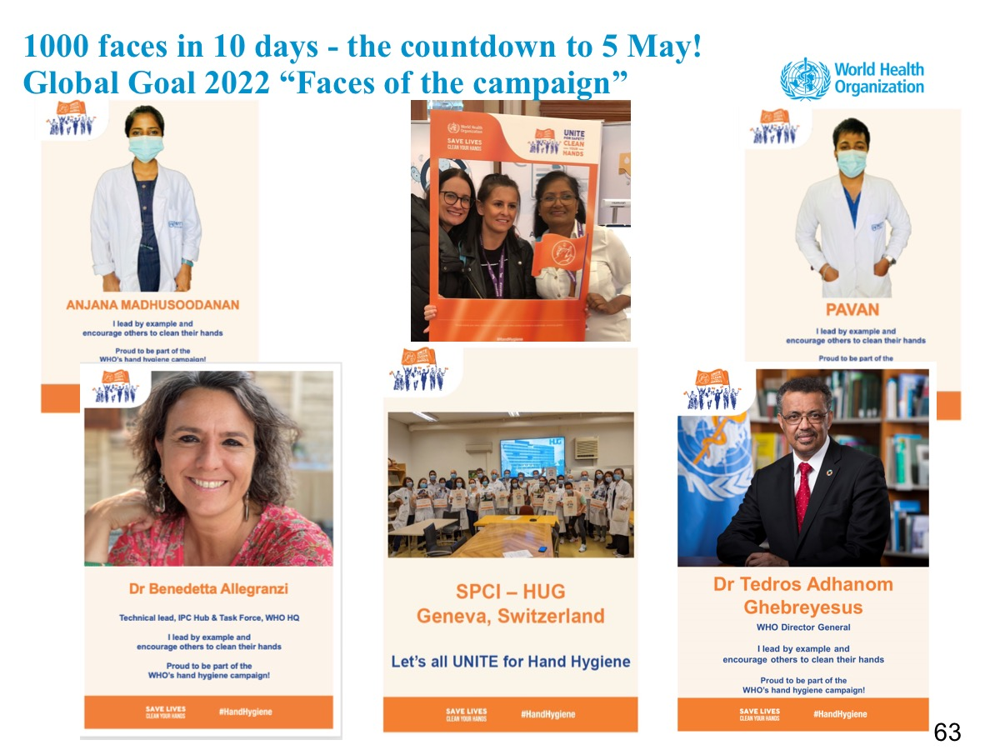 1000 faces in 10 days - the countdown to 5 May!
Global Goal 2022 “Faces of the campaign”
World Health
Organization
ANJANA MADHUSOODANAN
I lead by example and
encourage others to clean their hands
Proud to be part of the
WHO's hand hygiene campaign!
World Health
Organization
SAVE LIVES
CLEAN YOUR HANDS
UNITE
FOR SAFETY
CLEAN
YOUR
HANDS
#HandHygiene
PAVAN
I lead by example and
encourage others to clean their hands
Proud to be part of the
Dr Benedetta Allegranzi
Technical lead, IPC Hub & Task Force, WHO HQ
I lead by example and
encourage others to clean their hands
Proud to be part of the
WHO's hand hygiene campaign!
SAVE LIVES
CLEAN YOUR HANDS
#HandHygiene
HUG
SPCI – HUG
Geneva, Switzerland
Let's all UNITE for Hand Hygiene
SAVE LIVES
CLEAN YOUR HANDS
#HandHygiene
Dr Tedros Adhanom
Ghebreyesus
WHO Director General
I lead by example and
encourage others to clean their hands
Proud to be part of the
WHO's hand hygiene campaign!
SAVE LIVES
CLEAN YOUR HANDS
#HandHygiene
63